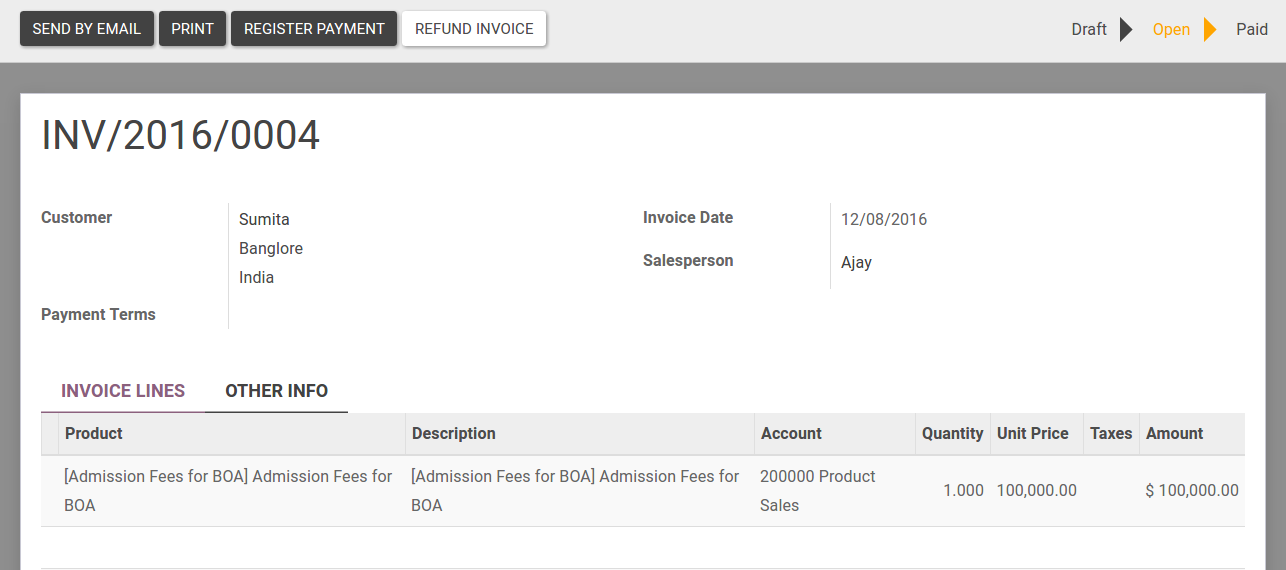 SEND BY EMAIL PRINT REGISTER PAYMENT REFUND INVOICE Draft Open Paid
INV/2016/0004
Customer Sumita Invoice Date 12/08/2016
Banglore
Salesperson Ajay
India
Payment Terms
INVOICE LINES OTHER INFO
Product Description Account Quantity Unit Price Taxes Amount
[Admission Fees for BOA] Admission Fees for [Admission Fees for BOA] Admission Fees for 200000 Product
1.000 100,000.00 $ 100,000.00
BOA BOA Sales